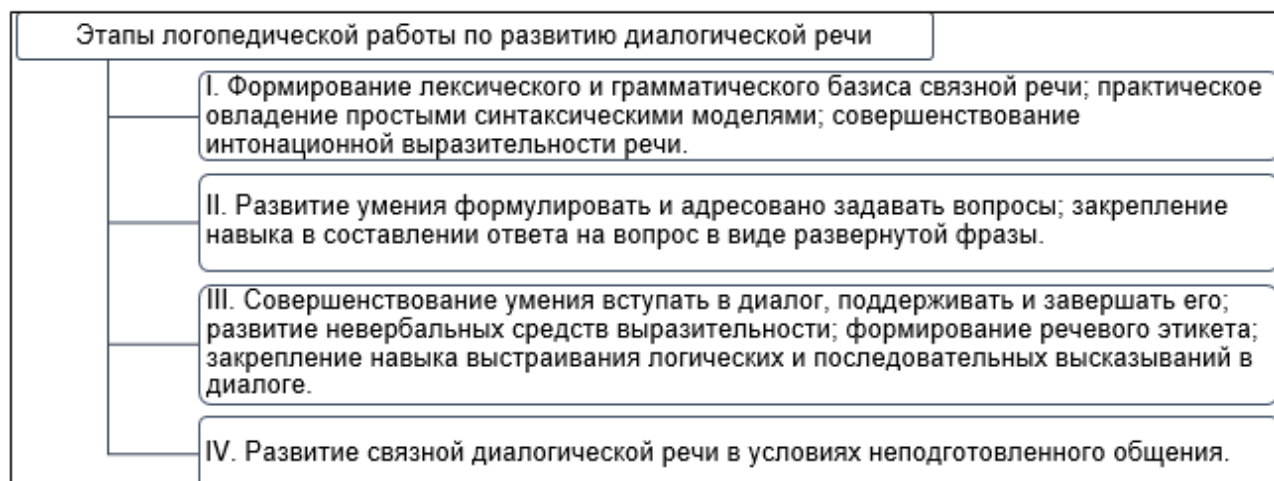 Этапы логопедической работы по развитию диалогической речи
I. Формирование лексического и грамматического базиса связной речи; практическое
овладение простыми синтаксическими моделями; совершенствование
интонационной выразительности речи.
II. Развитие умения формулировать и адресовано задавать вопросы; закрепление
навыка в составлении ответа на вопрос в виде развернутой фразы.
III. Совершенствование умения вступать в диалог, поддерживать и завершать его;
развитие невербальных средств выразительности; формирование речевого этикета;
закрепление навыка выстраивания логических и последовательных высказываний в
диалоге.
IV. Развитие связной диалогической речи в условиях неподготовленного общения.